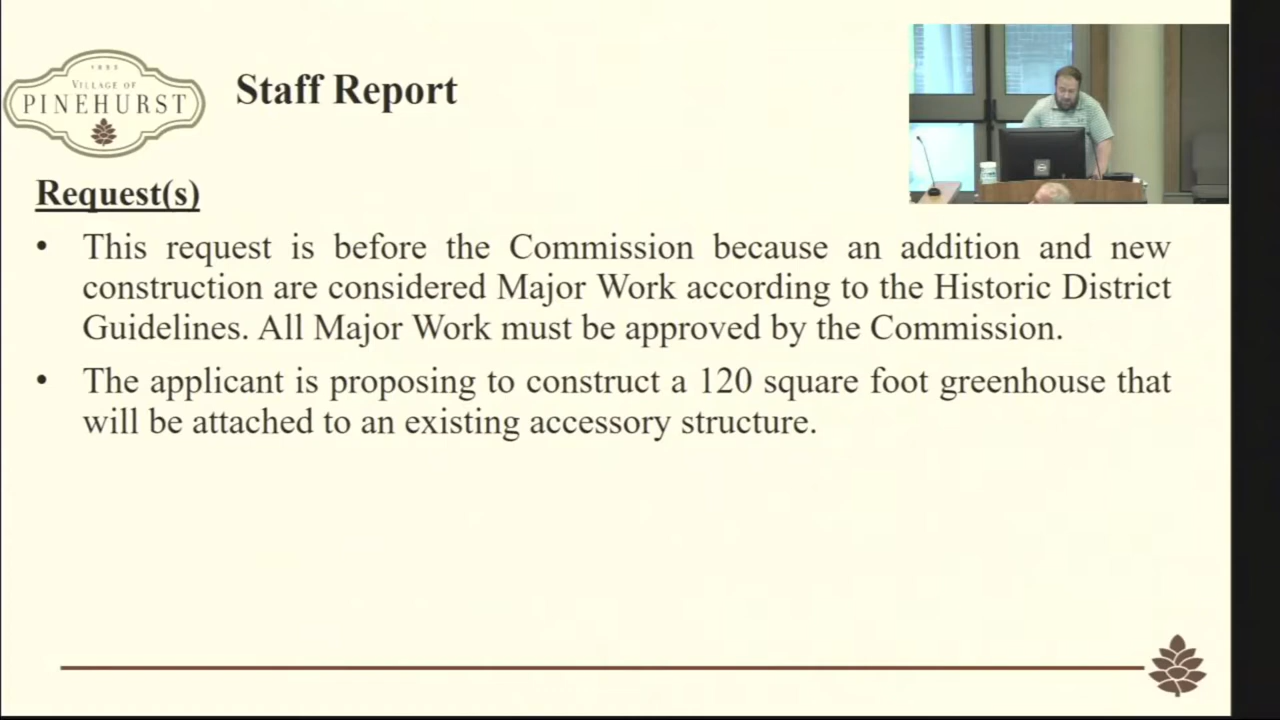 1895
VILLAGE OF
PINEHURST
Staff Report
Request(s)
• This request is before the Commission because an addition and new
construction are considered Major Work according to the Historic District
Guidelines. All Major Work must be approved by the Commission.
• The applicant is proposing to construct a 120 square foot greenhouse that
will be attached to an existing accessory structure.